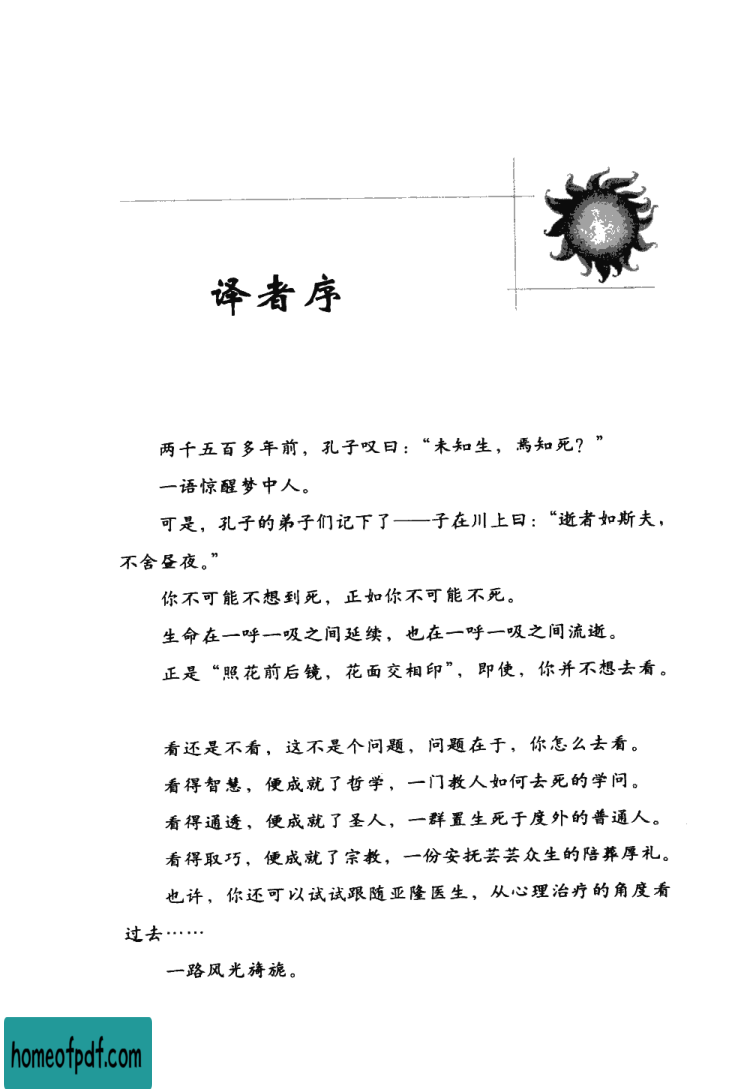 译者序
两千五百多年前，孔子叹曰：“未知生，焉知死？”
一语惊醒梦中人。
可是，孔子的弟子们记下了——子在川上曰：“逝者如斯夫，
不舍昼夜。”
你不可能不想到死，正如你不可能不死。
生命在一呼一吸之间延续，也在一呼一吸之间流逝。
正是“照花前后镜，花面交相印”，即使，你并不想去看。
看还是不看，这不是个问题，问题在于，你怎么去看。
看得智慧，便成就了哲学，一门教人如何去死的学问。
看得通透，便成就了圣人，一群置生死于度外的普通人。
看得取巧，便成就了宗教，一份安抚芸芸众生的陪葬厚礼。
也许，你还可以试试跟随亚隆医生，从心理治疗的角度看
过去……
一路风光旖旎。
homeofpdf.com